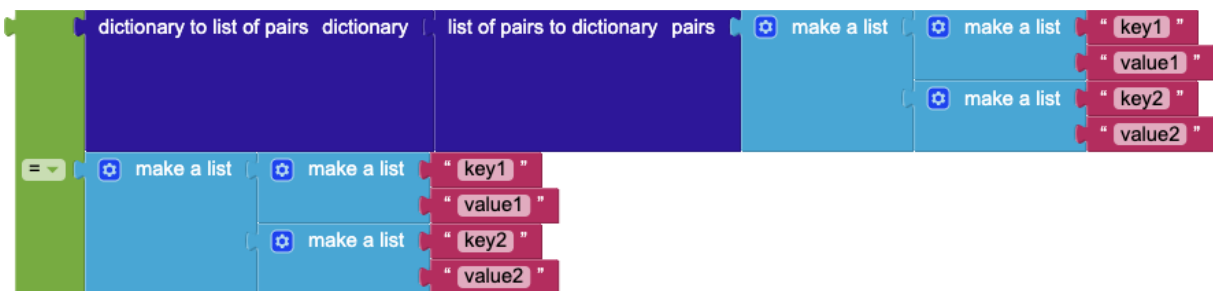 dictionary to list of pairs dictionary list of pairs to dictionary pairs make a list make a list “ key1 ”
“ value1 ”
make a list “ key2 ”
“ value2 ”
= make a list make a list “ key1 ”
“ value1 ”
make a list “ key2 ”
“ value2 ”